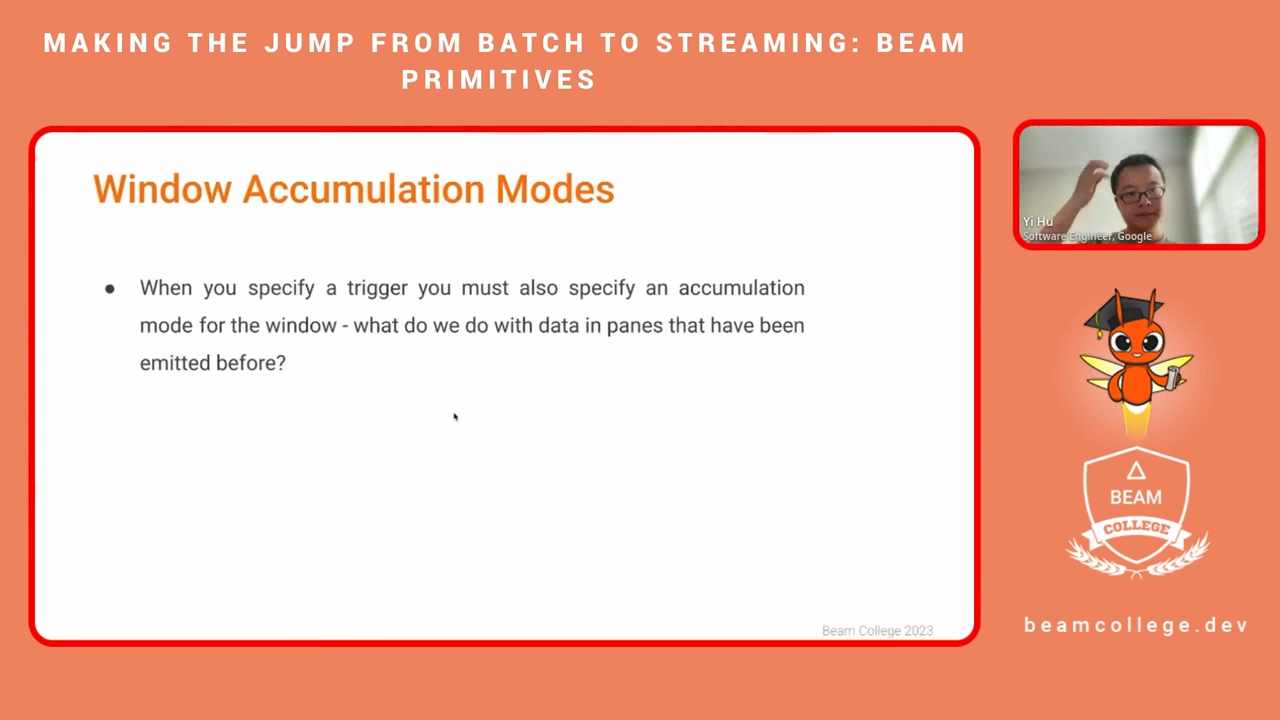 MAKING THE JUMP FROM BATCH TO STREAMING: BEAM
PRIMITIVES
Window Accumulation Modes
● When you specify a trigger you must also specify an accumulation
mode for the window - what do we do with data in panes that have been
emitted before?
Beam College 2023
Yi Hu
Software Engineer, Google
BEAM
COLLEGE
beamcollege.dev